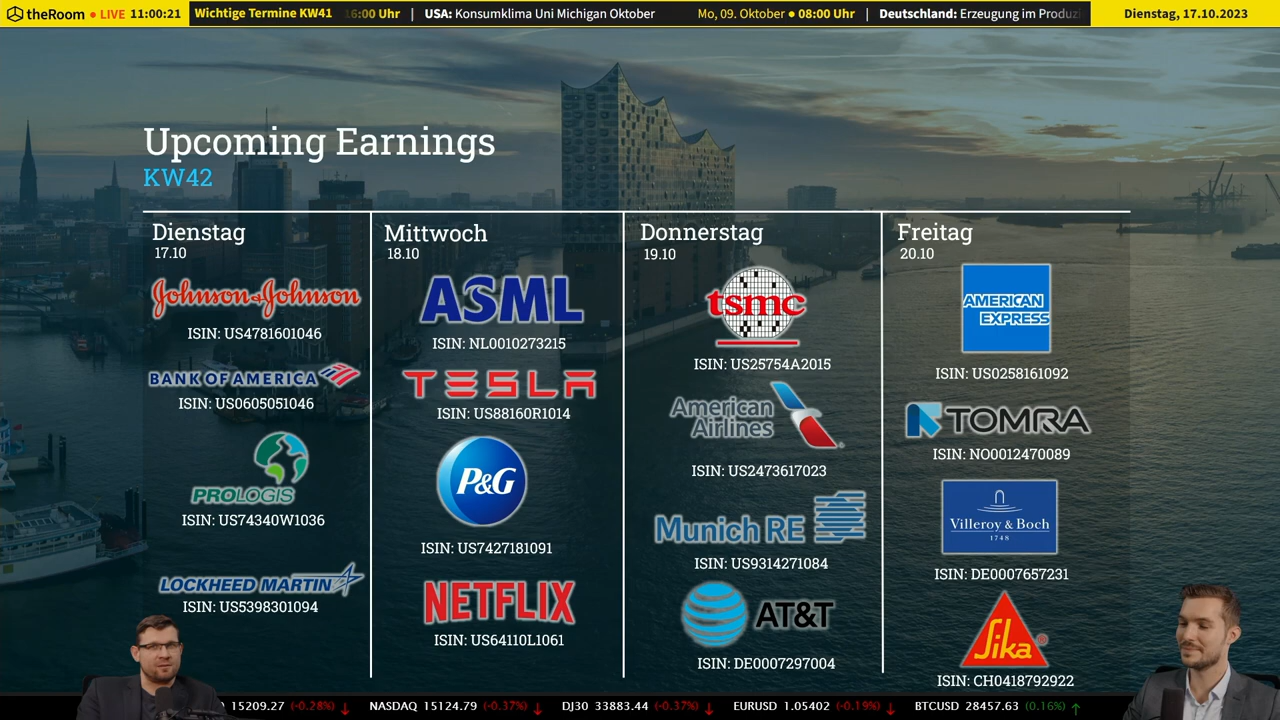 theRoom ● LIVE 11:00:21
Wichtige Termine KW41
16:00 Uhr | USA: Konsumklima Uni Michigan Oktober
Mo, 09. Oktober ● 08:00 Uhr | Deutschland: Erzeugung im
Dienstag, 17.10.2023
Upcoming Earnings
KW42
Dienstag
17.10
Johnson & Johnson
ISIN: US4781601046
BANK OF AMERICA
ISIN: US0605051046
PROLOGIS
ISIN: US74340W1036
LOCKHEED MARTIN
ISIN: US5398301094
Mittwoch
18.10
ASML
ISIN: NL0010273215
TESLA
ISIN: US88160R1014
P&G
ISIN: US7427181091
NETFLIX
ISIN: US64110L1061
Donnerstag
19.10
tsmc
ISIN: US25754A2015
American
Airlines
ISIN: US2473617023
Munich RE
ISIN: US9314271084
AT&T
ISIN: DE0007297004
Freitag
20.10
AMERICAN
EXPRESS
ISIN: US0258161092
TOMRA
ISIN: NO0012470089
Villeroy & Boch
1748
ISIN: DE0007657231
Sika
ISIN: CH0418792922
15209.27 (-0.28%) ↓ NASDAQ 15124.79 (-0.37%) ↓ DJ30 33883.44 (-0.37%) ↓ EURUSD 1.05402 (-0.19%) ↓ BTCUSD 28457.63 (0.16%) ↑